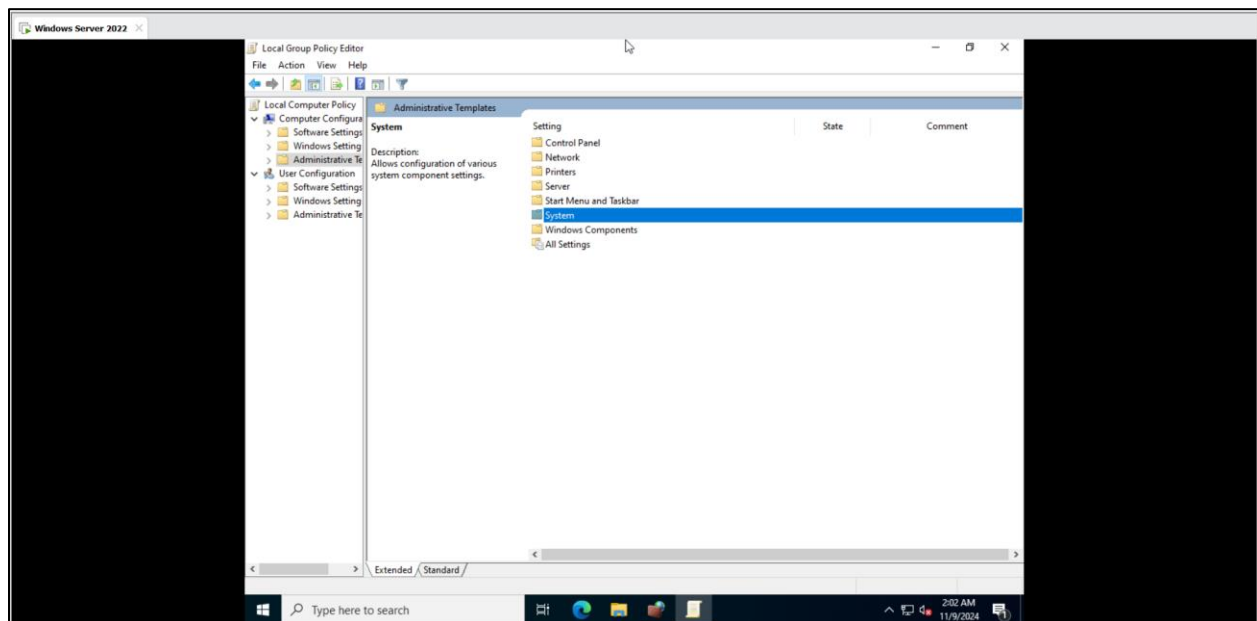 Windows Server 2022
Local Group Policy Editor
File Action View Help
Local Computer Policy
Computer Configura
Software Settings
Windows Setting
Administrative Te
User Configuration
Software Settings
Windows Setting
Administrative Te
Administrative Templates
System
Description:
Allows configuration of various
system component settings.
Setting State Comment
Control Panel
Network
Printers
Server
Start Menu and Taskbar
System
Windows Components
All Settings
Extended Standard
Type here to search
2:02 AM
11/9/2024
1